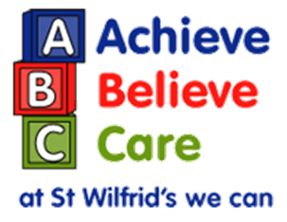 A Achieve
B Believe
C Care
at St Wilfrid's we can